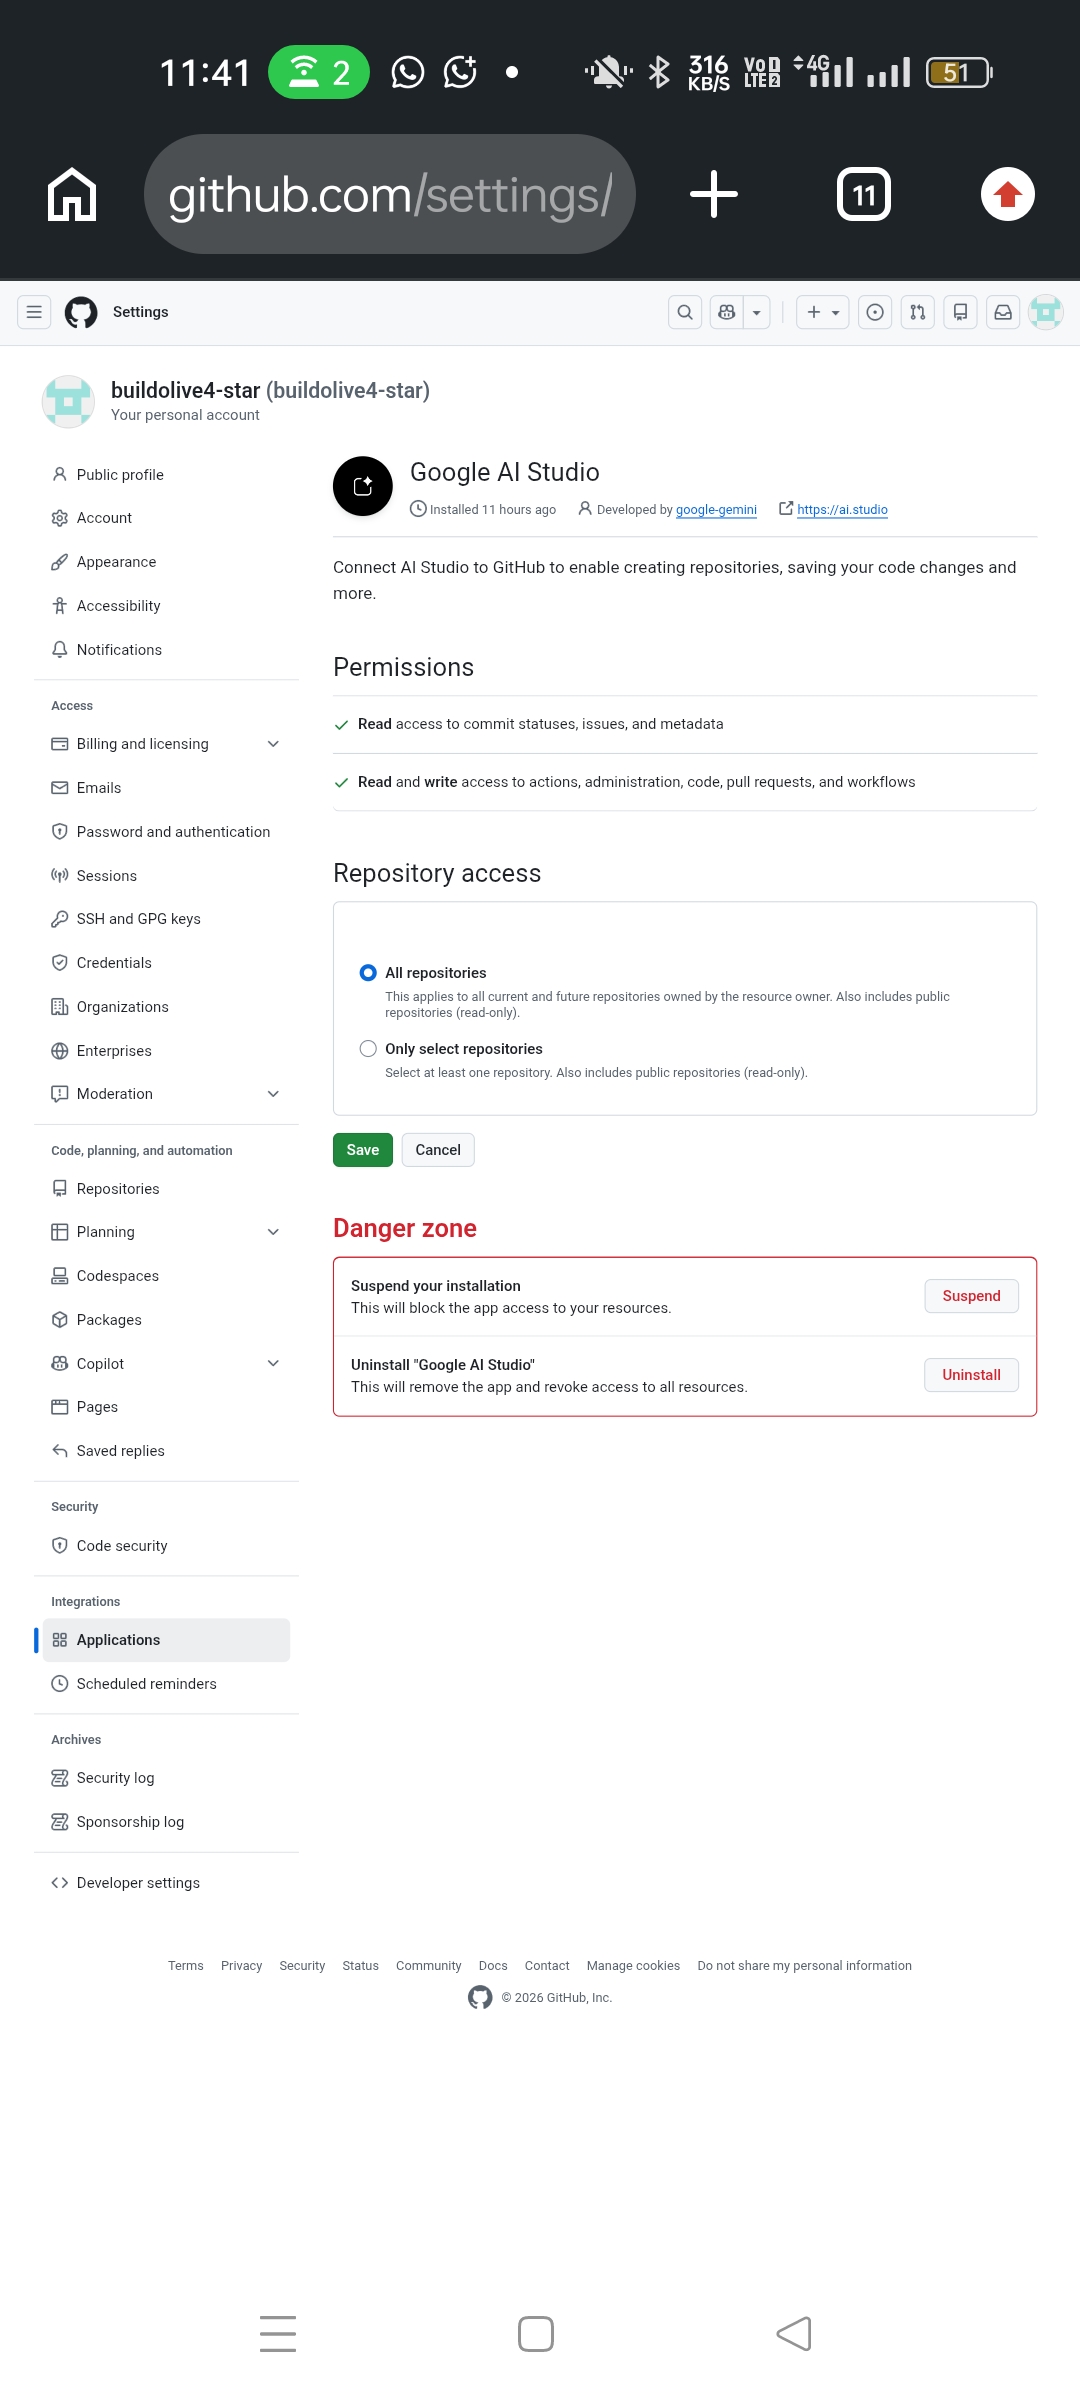 11:41
2
316
KB/S
Vo
LTE 2
4G
51
github.com/settings/
11
Settings
buildolive4-star (buildolive4-star)
Your personal account
Public profile
Account
Appearance
Accessibility
Notifications
Access
Billing and licensing
Emails
Password and authentication
Sessions
SSH and GPG keys
Credentials
Organizations
Enterprises
Moderation
Code, planning, and automation
Repositories
Planning
Codespaces
Packages
Copilot
Pages
Saved replies
Security
Code security
Integrations
Applications
Scheduled reminders
Archives
Security log
Sponsorship log
Developer settings
Google AI Studio
Installed 11 hours ago
Developed by google-gemini
https://ai.studio
Connect AI Studio to GitHub to enable creating repositories, saving your code changes and
more.
Permissions
Read access to commit statuses, issues, and metadata
Read and write access to actions, administration, code, pull requests, and workflows
Repository access
All repositories
This applies to all current and future repositories owned by the resource owner. Also includes public
repositories (read-only).
Only select repositories
Select at least one repository. Also includes public repositories (read-only).
Save
Cancel
Danger zone
Suspend your installation
This will block the app access to your resources.
Suspend
Uninstall "Google AI Studio"
This will remove the app and revoke access to all resources.
Uninstall
Terms Privacy Security Status Community Docs Contact Manage cookies Do not share my personal information
© 2026 GitHub, Inc.